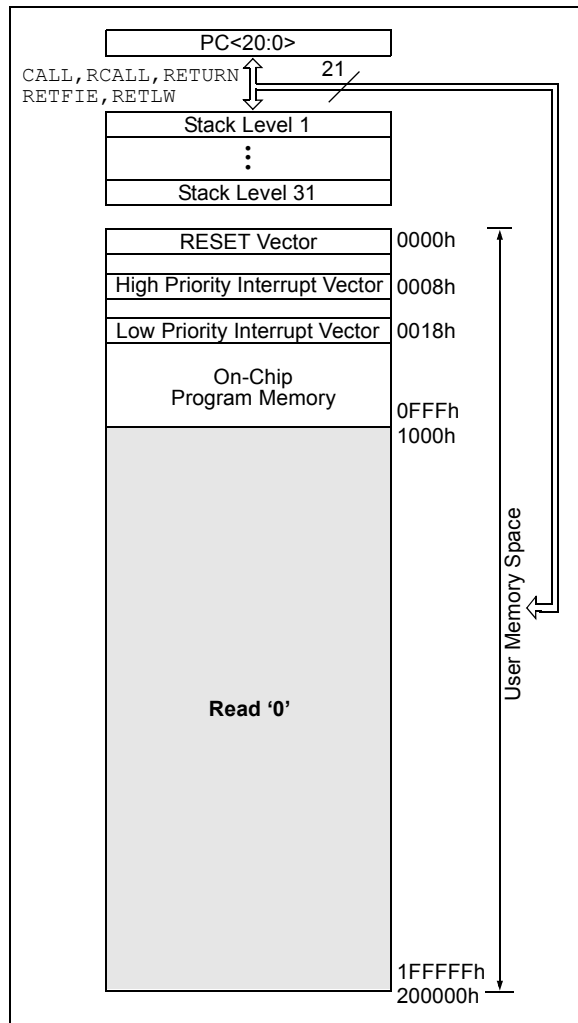 PC<20:0>
CALL,RCALL,RETURN
RETFIE,RETLW
21
Stack Level 1
Stack Level 31
RESET Vector
0000h
High Priority Interrupt Vector
0008h
Low Priority Interrupt Vector
0018h
On-Chip
Program Memory
0FFFh
1000h
User Memory Space
Read ‘0’
1FFFFFh
200000h